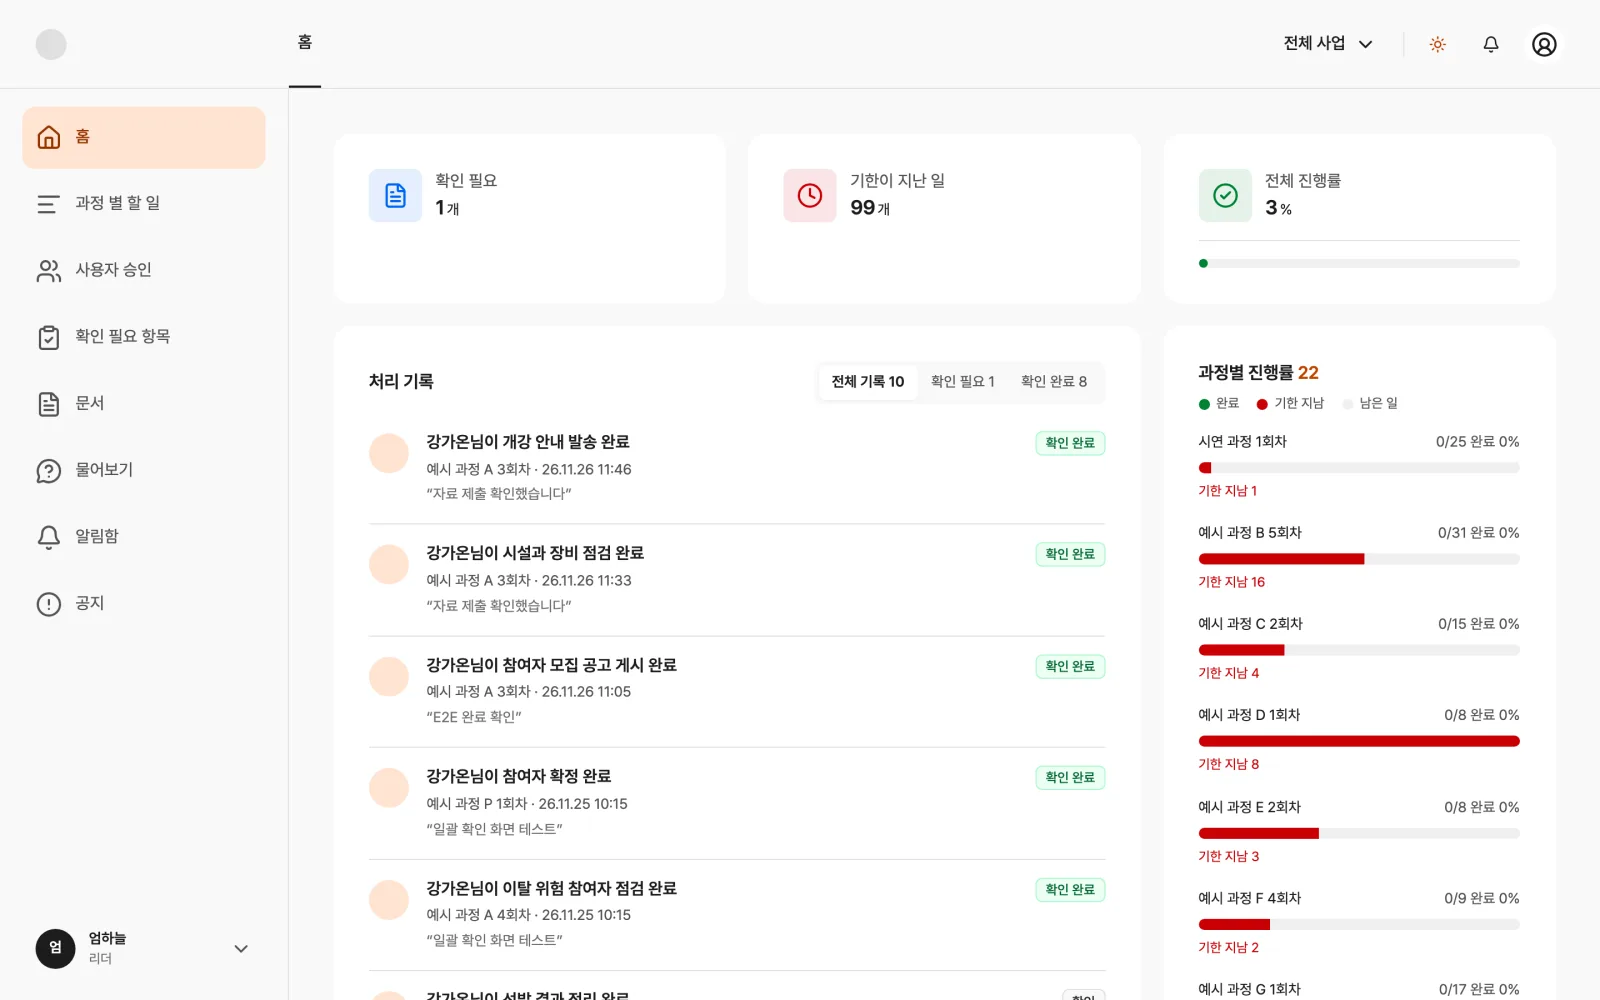 홈
전체 사업
홈
과정 별 할 일
사용자 승인
확인 필요 항목
문서
물어보기
알림함
공지
엄
엄하늘
리더
확인 필요
1개
기한이 지난 일
99개
전체 진행률
3%
처리 기록
전체 기록 10
확인 필요 1
확인 완료 8
강가온님이 개강 안내 발송 완료
확인 완료
예시 과정 A 3회차 · 26.11.26 11:46
“자료 제출 확인했습니다”
강가온님이 시설과 장비 점검 완료
확인 완료
예시 과정 A 3회차 · 26.11.26 11:33
“자료 제출 확인했습니다”
강가온님이 참여자 모집 공고 게시 완료
확인 완료
예시 과정 A 3회차 · 26.11.26 11:05
“E2E 완료 확인”
강가온님이 참여자 확정 완료
확인 완료
예시 과정 P 1회차 · 26.11.25 10:15
“일괄 확인 화면 테스트”
강가온님이 이탈 위험 참여자 점검 완료
확인 완료
예시 과정 A 4회차 · 26.11.25 10:15
“일괄 확인 화면 테스트”
강가온님이 선발 결과 정리 완료
확인
과정별 진행률 22
완료
기한 지남
남은 일
시연 과정 1회차
0/25 완료 0%
기한 지남 1
예시 과정 B 5회차
0/31 완료 0%
기한 지남 16
예시 과정 C 2회차
0/15 완료 0%
기한 지남 4
예시 과정 D 1회차
0/8 완료 0%
기한 지남 8
예시 과정 E 2회차
0/8 완료 0%
기한 지남 3
예시 과정 F 4회차
0/9 완료 0%
기한 지남 2
예시 과정 G 1회차
0/17 완료 0%